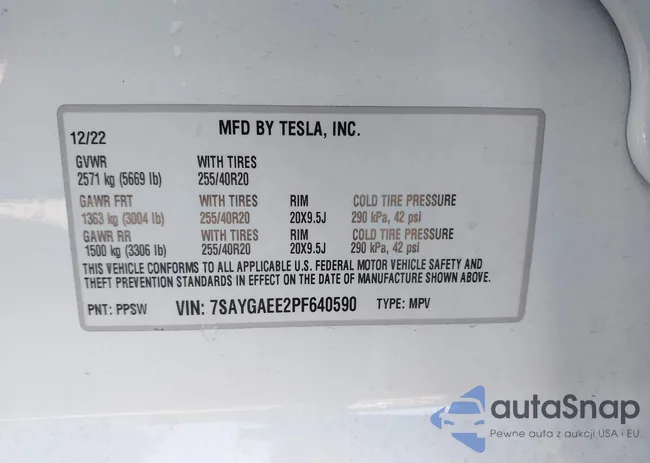 12/22 MFD BY TESLA, INC.
GVWR WITH TIRES
2571 kg (5669 lb) 255/40R20
GAWR FRT WITH TIRES RIM COLD TIRE PRESSURE
1363 kg (3004 lb) 255/40R20 20X9.5J 290 kPa, 42 psi
GAWR RR WITH TIRES RIM COLD TIRE PRESSURE
1500 kg (3306 lb) 255/40R20 20X9.5J 290 kPa, 42 psi
THIS VEHICLE CONFORMS TO ALL APPLICABLE U.S. FEDERAL MOTOR VEHICLE SAFETY AND
THEFT PREVENTION STANDARDS IN EFFECT ON THE DATE OF MANUFACTURE SHOWN ABOVE.
PNT: PPSW VIN: 7SAYGAEE2PF640590 TYPE: MPV
autaSnap
Pewne auta z aukcji USA i EU